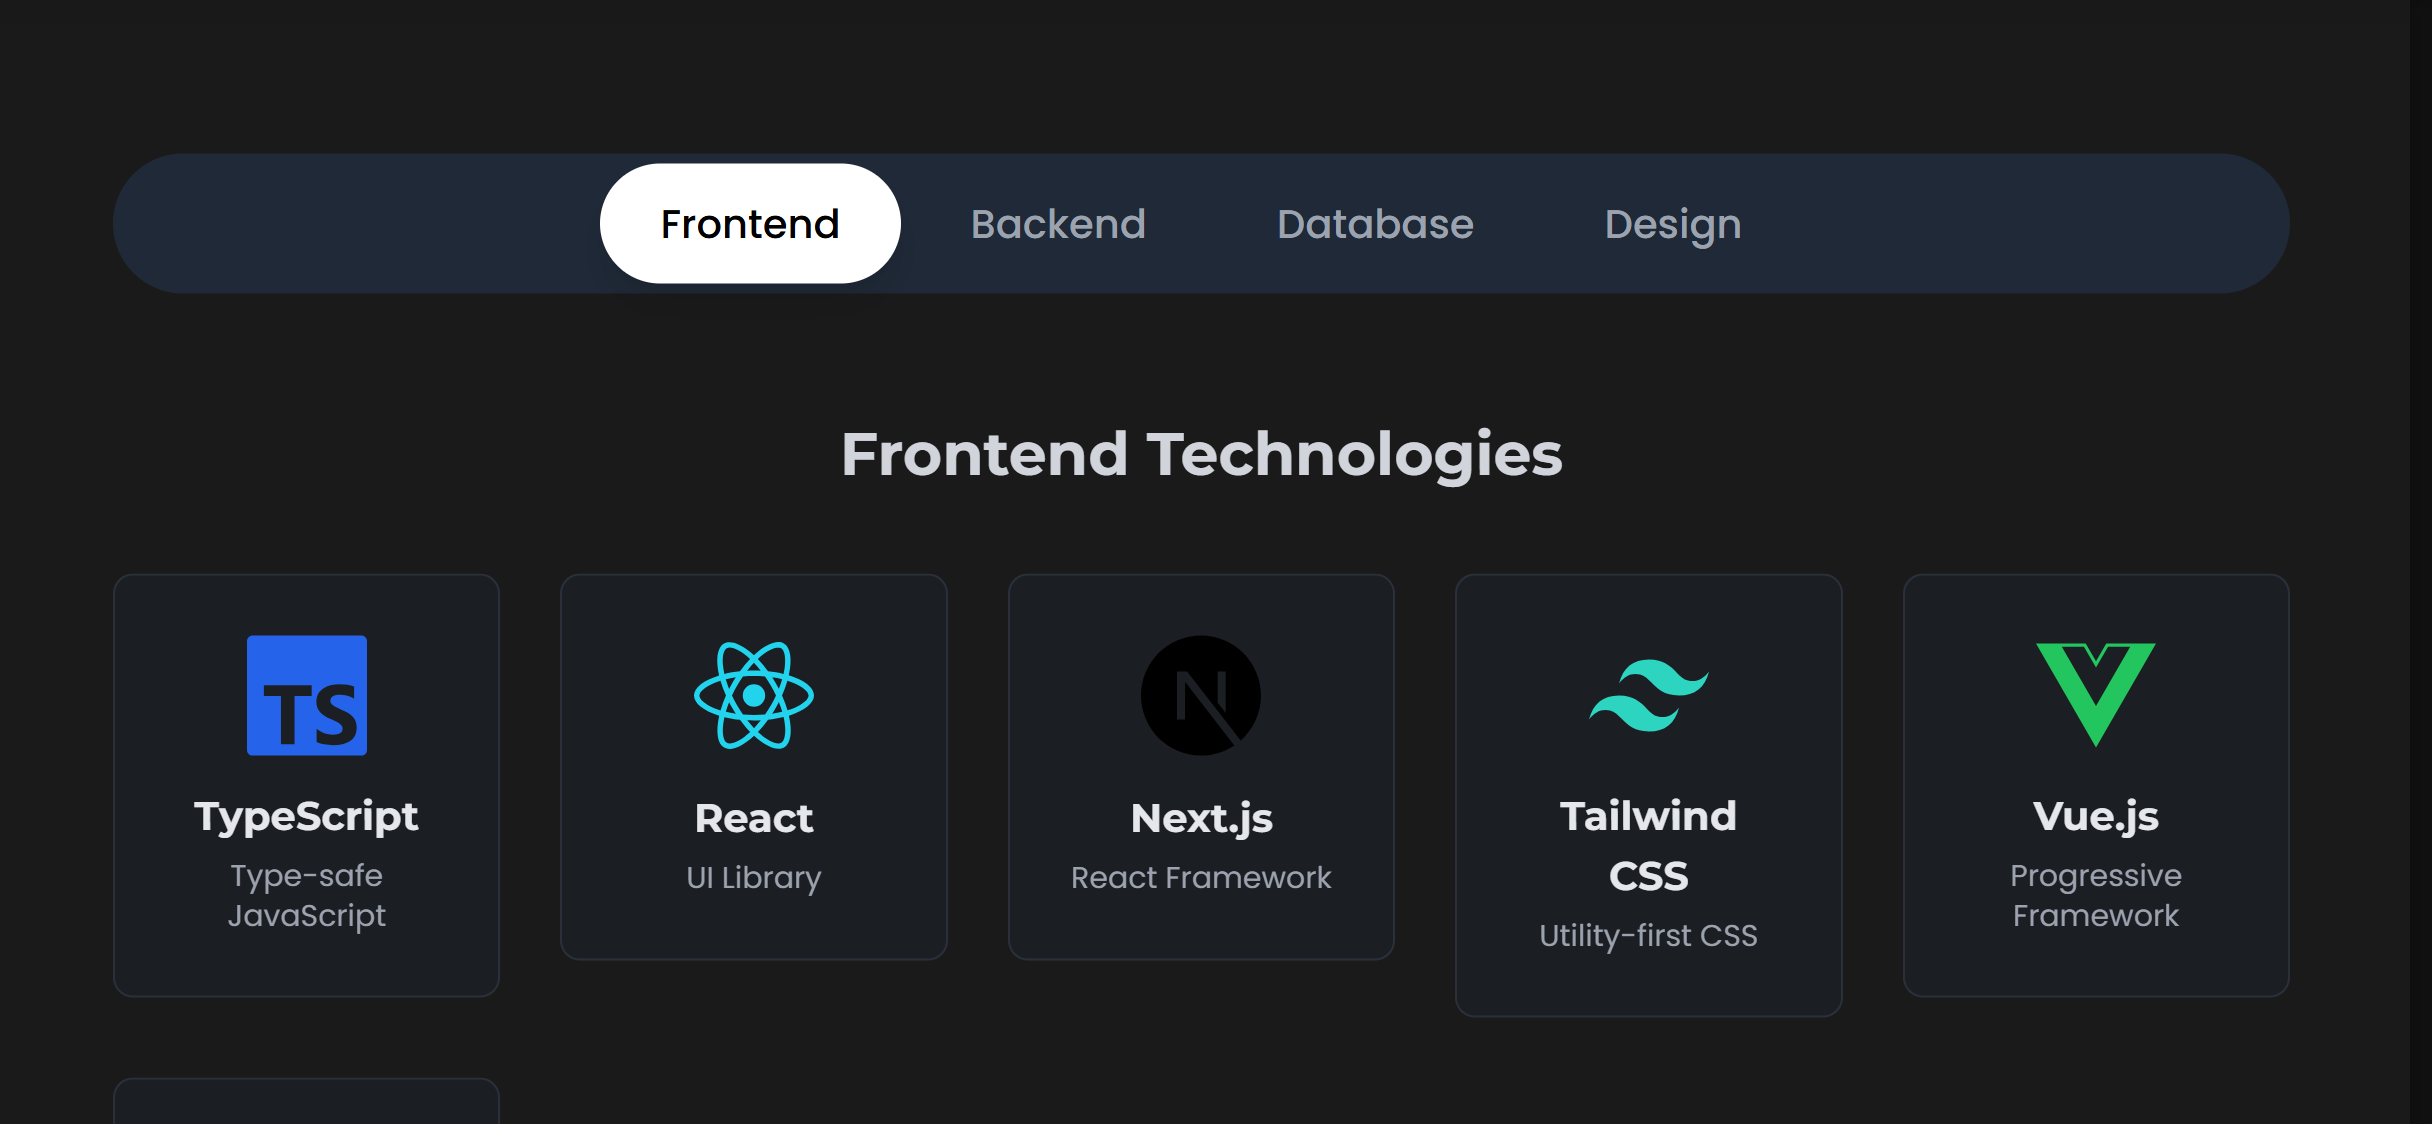 Frontend
Backend
Database
Design
Frontend Technologies
TS
TypeScript
Type-safe
JavaScript
React
UI Library
N
Next.js
React Framework
Tailwind
CSS
Utility-first CSS
Vue.js
Progressive
Framework